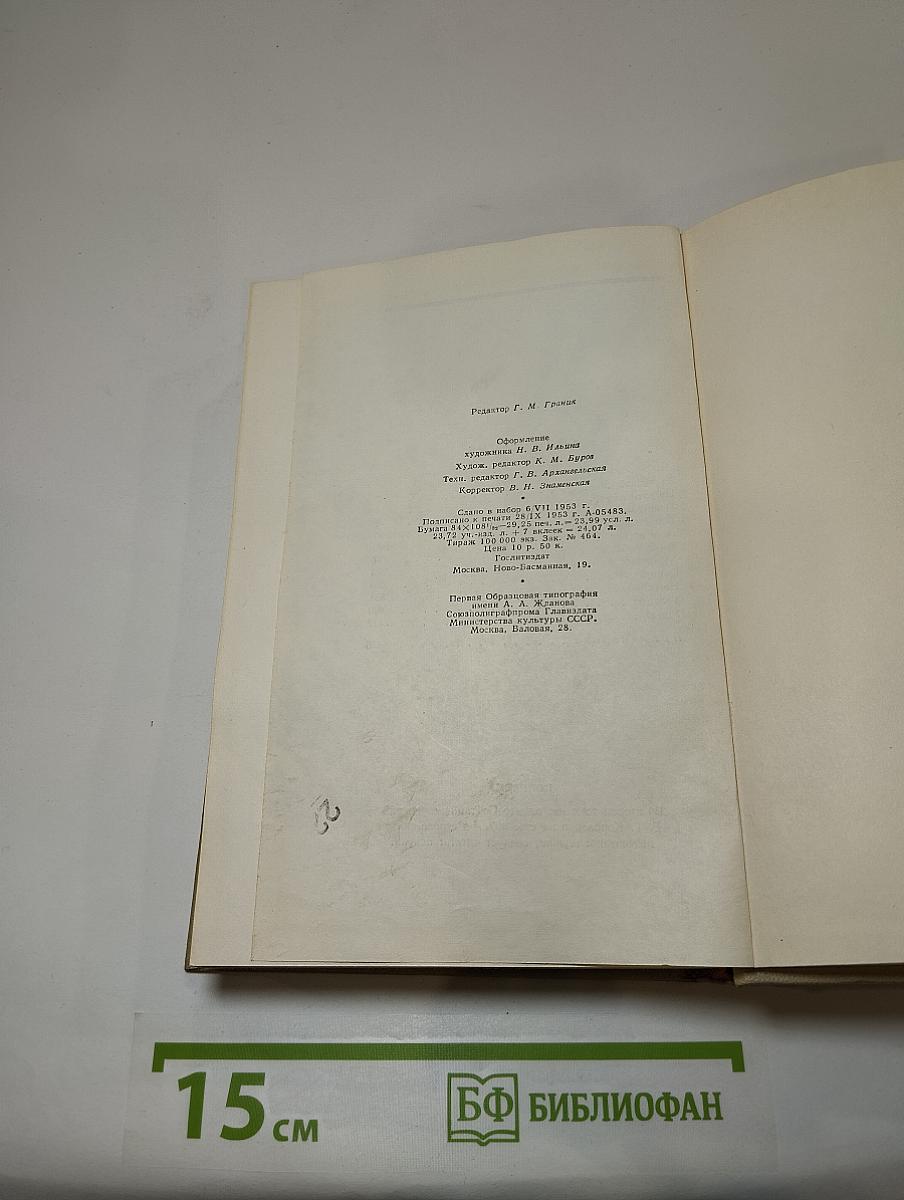 Редактор Г. М. Граник
Оформление
художника Н. В. Ильина
Худож. редактор К. М. Буров
Техн. редактор Г. В. Архангельская
Корректор В. Н. Знаменская
Сдано в набор 6/VII 1953 г.
Подписано к печати 28/IX 1953 г. А-05483.
Бумага 84×108¹/₃₂—29,25 печ. л.=23,99 усл. л.
23,72 уч.-изд. л. + 7 вклеек = 24,07 л.
Тираж 100 000 экз. Зак. № 464.
Цена 10 р. 50 к.
Гослитиздат
Москва, Ново-Басманная, 19.
Первая Образцовая типография
имени А. А. Жданова
Союзполиграфпрома Главиздата
Министерства культуры СССР.
Москва, Валовая, 28.
15 см
БФ БИБЛИОФАН